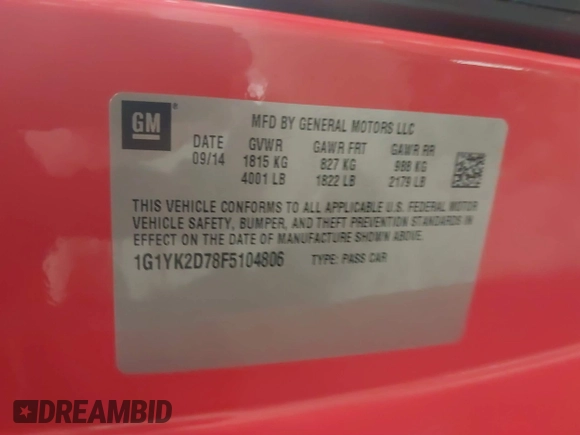 GM ®
MFD BY GENERAL MOTORS LLC
DATE GVWR GAWR FRT GAWR RR
09/14 1815 KG 827 KG 988 KG
4001 LB 1822 LB 2179 LB
THIS VEHICLE CONFORMS TO ALL APPLICABLE U.S. FEDERAL MOTOR
VEHICLE SAFETY, BUMPER, AND THEFT PREVENTION STANDARDS IN
EFFECT ON THE DATE OF MANUFACTURE SHOWN ABOVE.
1G1YK2D78F5104806 TYPE: PASS CAR
DREAMBID